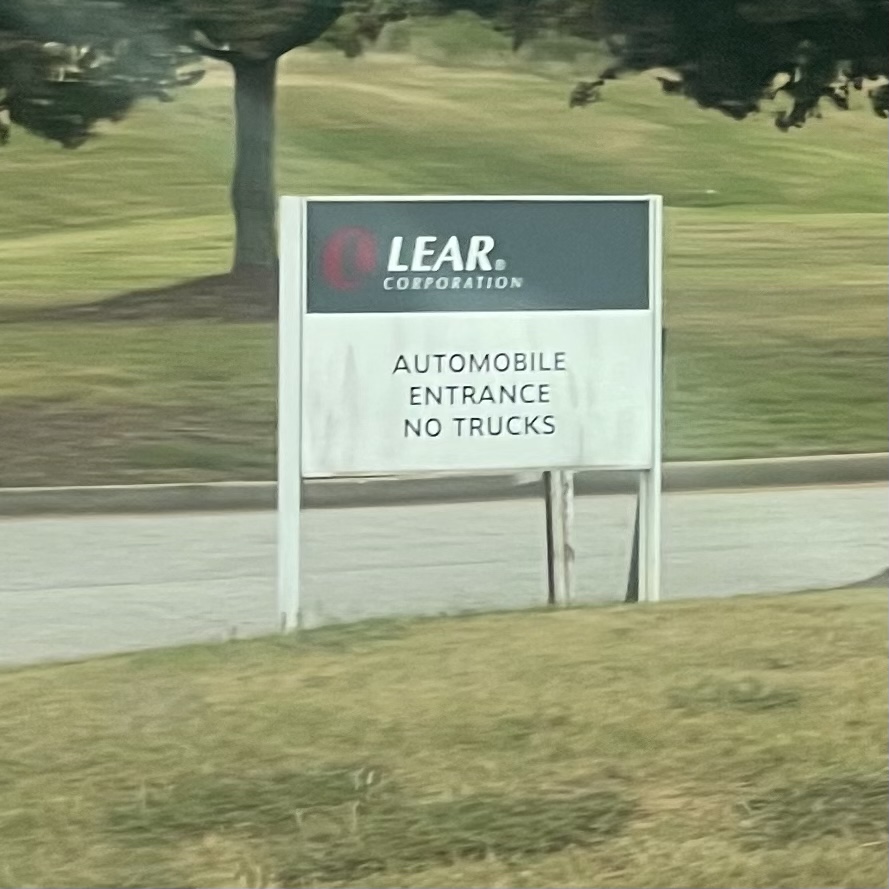 LEAR®
CORPORATION
AUTOMOBILE
ENTRANCE
NO TRUCKS